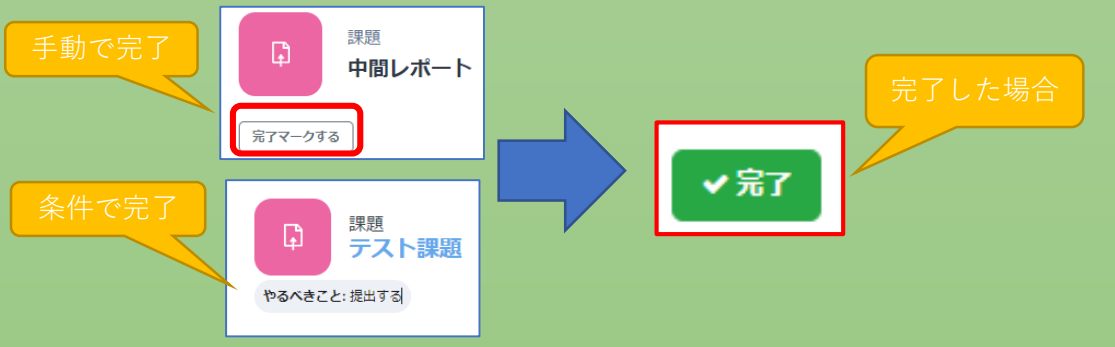 手動で完了
課題
中間レポート
完了マークする
条件で完了
課題
テスト課題
やるべきこと: 提出する
完了
完了した場合